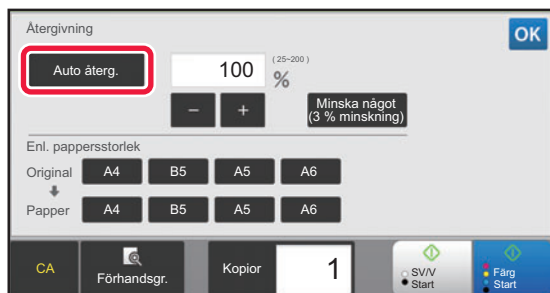 Återgivning
OK
Auto återg.
100
(25~200)
%
−
+
Minska något
(3 % minskning)
Enl. pappersstorlek
Original
A4
B5
A5
A6
Papper
A4
B5
A5
A6
CA
Förhandsgr.
Kopior
1
SV/V
Start
Färg
Start